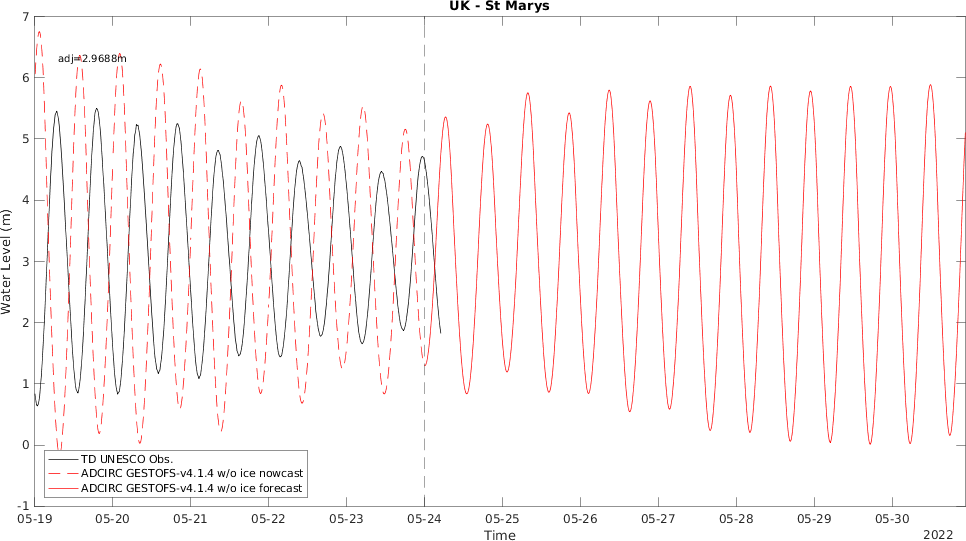 UK - St Marys
adj=2.9688m
Water Level (m)
7
6
5
4
3
2
1
0
-1
TD UNESCO Obs.
ADCIRC GESTOFS-v4.1.4 w/o ice nowcast
ADCIRC GESTOFS-v4.1.4 w/o ice forecast
05-19 05-20 05-21 05-22 05-23 05-24 05-25 05-26 05-27 05-28 05-29 05-30
Time
2022